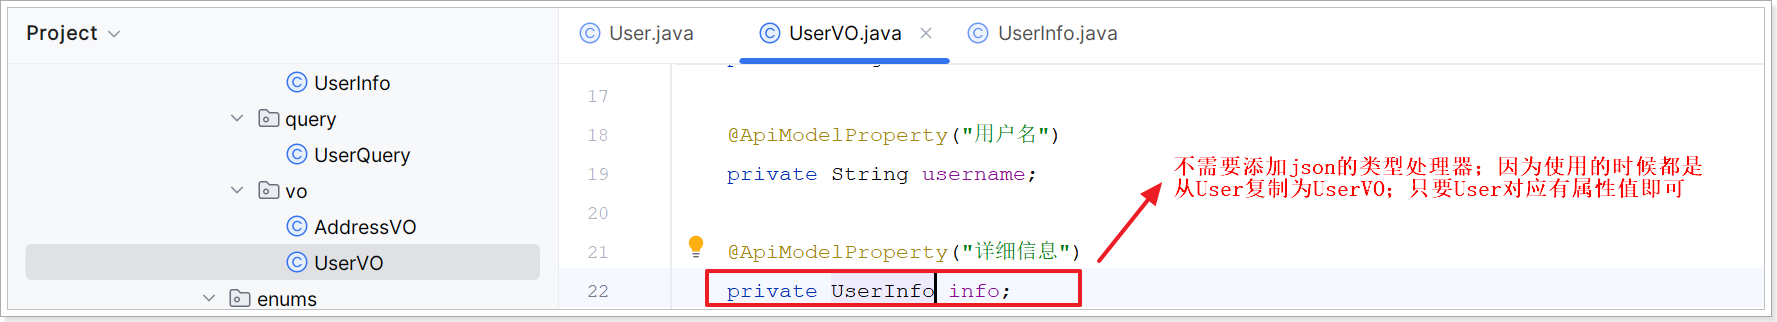 Project
User.java
UserVO.java
UserInfo.java
UserInfo
query
UserQuery
vo
AddressVO
UserVO
enums
17
18 @ApiModelProperty("用户名")
19 private String username;
20
21 @ApiModelProperty("详细信息")
22 private UserInfo info;
不需要添加json的类型处理器；因为使用的时候都是
从User复制为UserVO；只要User对应有属性值即可